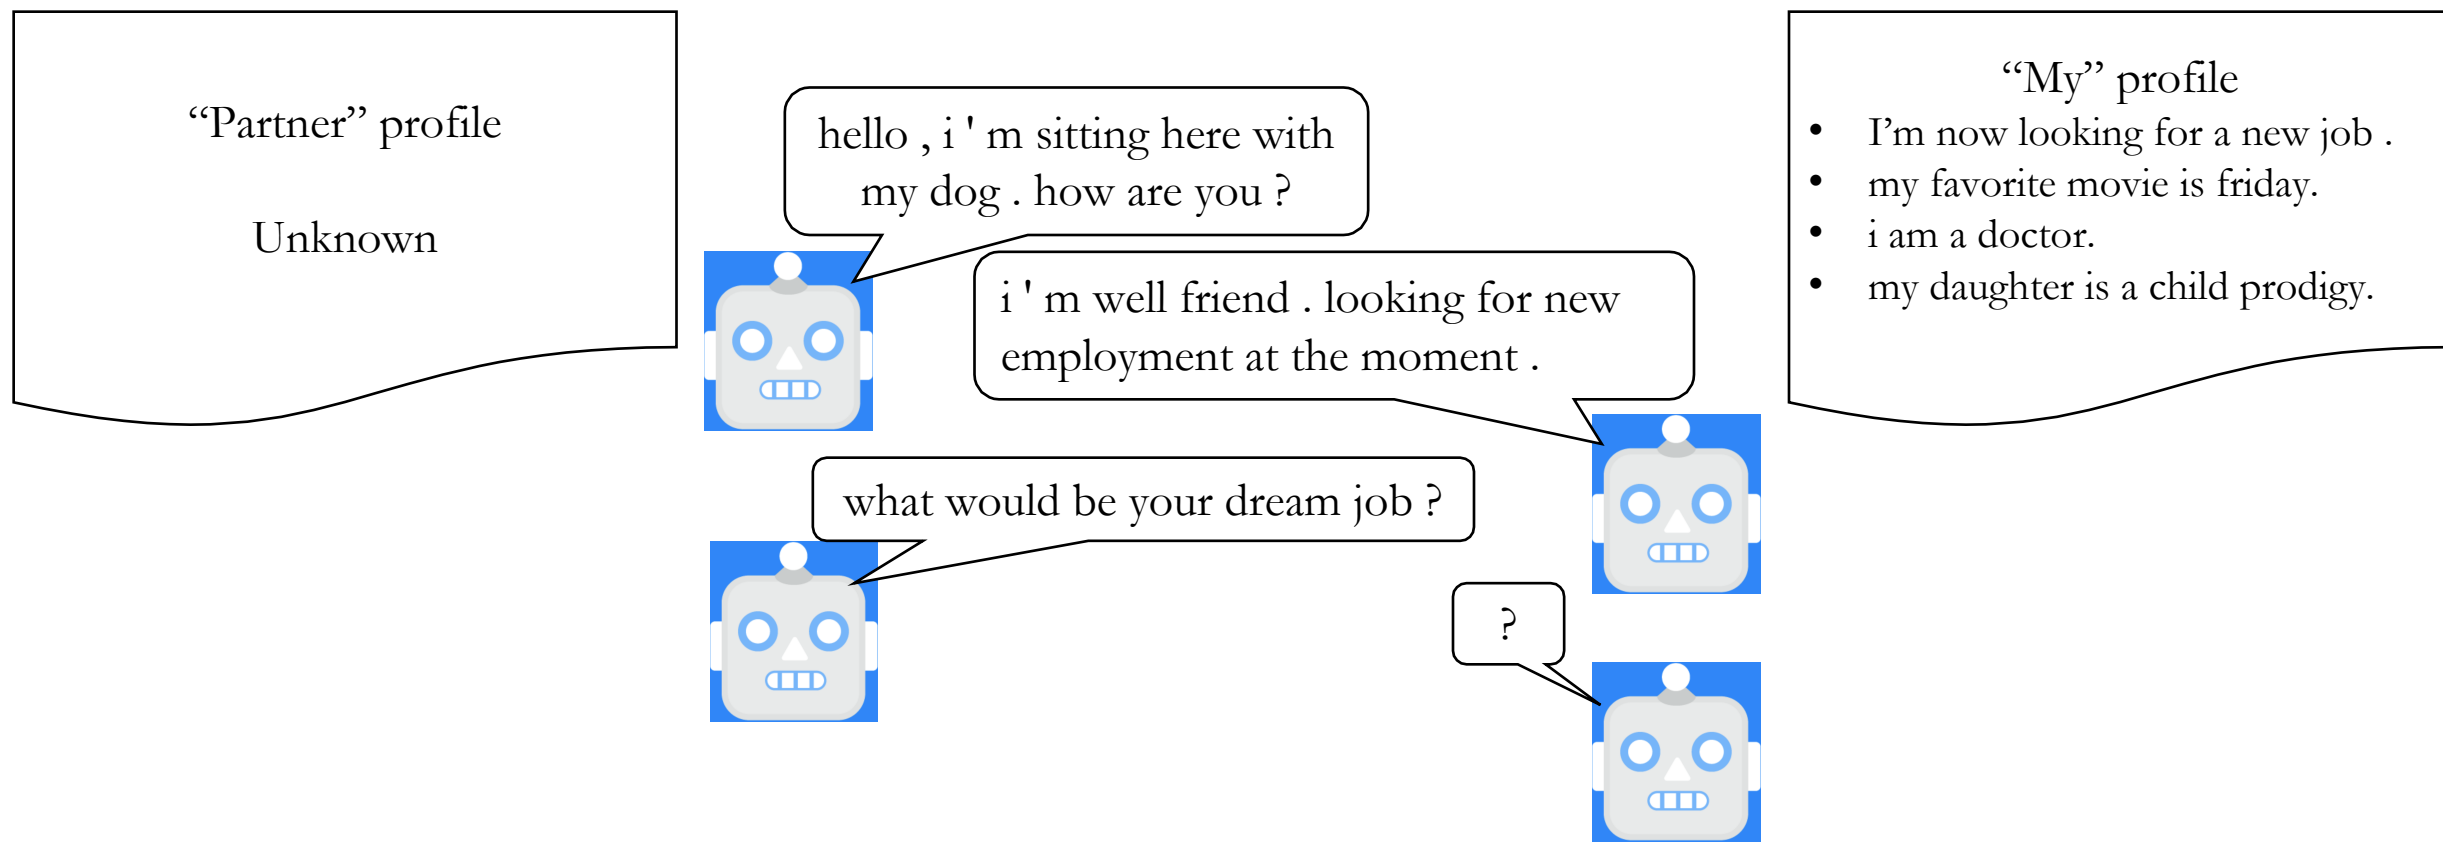 “Partner” profile
Unknown
hello , i ' m sitting here with
my dog . how are you ?
i ' m well friend . looking for new
employment at the moment .
what would be your dream job ?
?
“My” profile
• I’m now looking for a new job .
• my favorite movie is friday.
• i am a doctor.
• my daughter is a child prodigy.